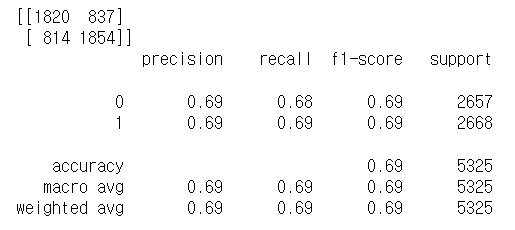 [[1820 837]
[ 814 1854]]
precision recall f1-score support
0 0.69 0.68 0.69 2657
1 0.69 0.69 0.69 2668
accuracy 0.69 5325
macro avg 0.69 0.69 0.69 5325
weighted avg 0.69 0.69 0.69 5325